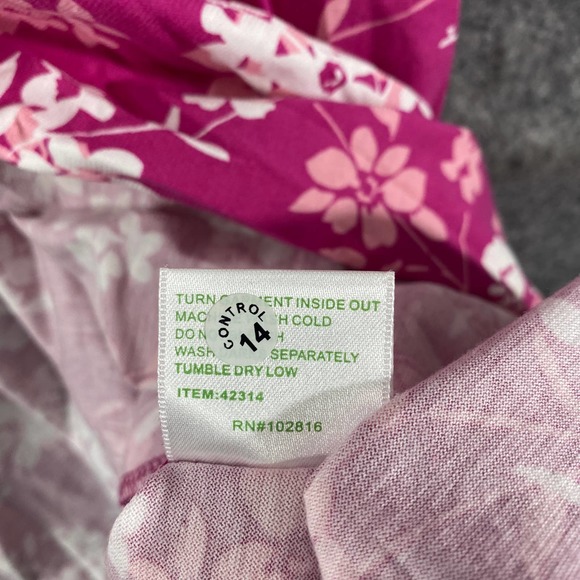 TURN INSIDE OUT
COLD
DO
WASH SEPARATELY
TUMBLE DRY LOW
ITEM:42314
RN#102816
CONTROL
14